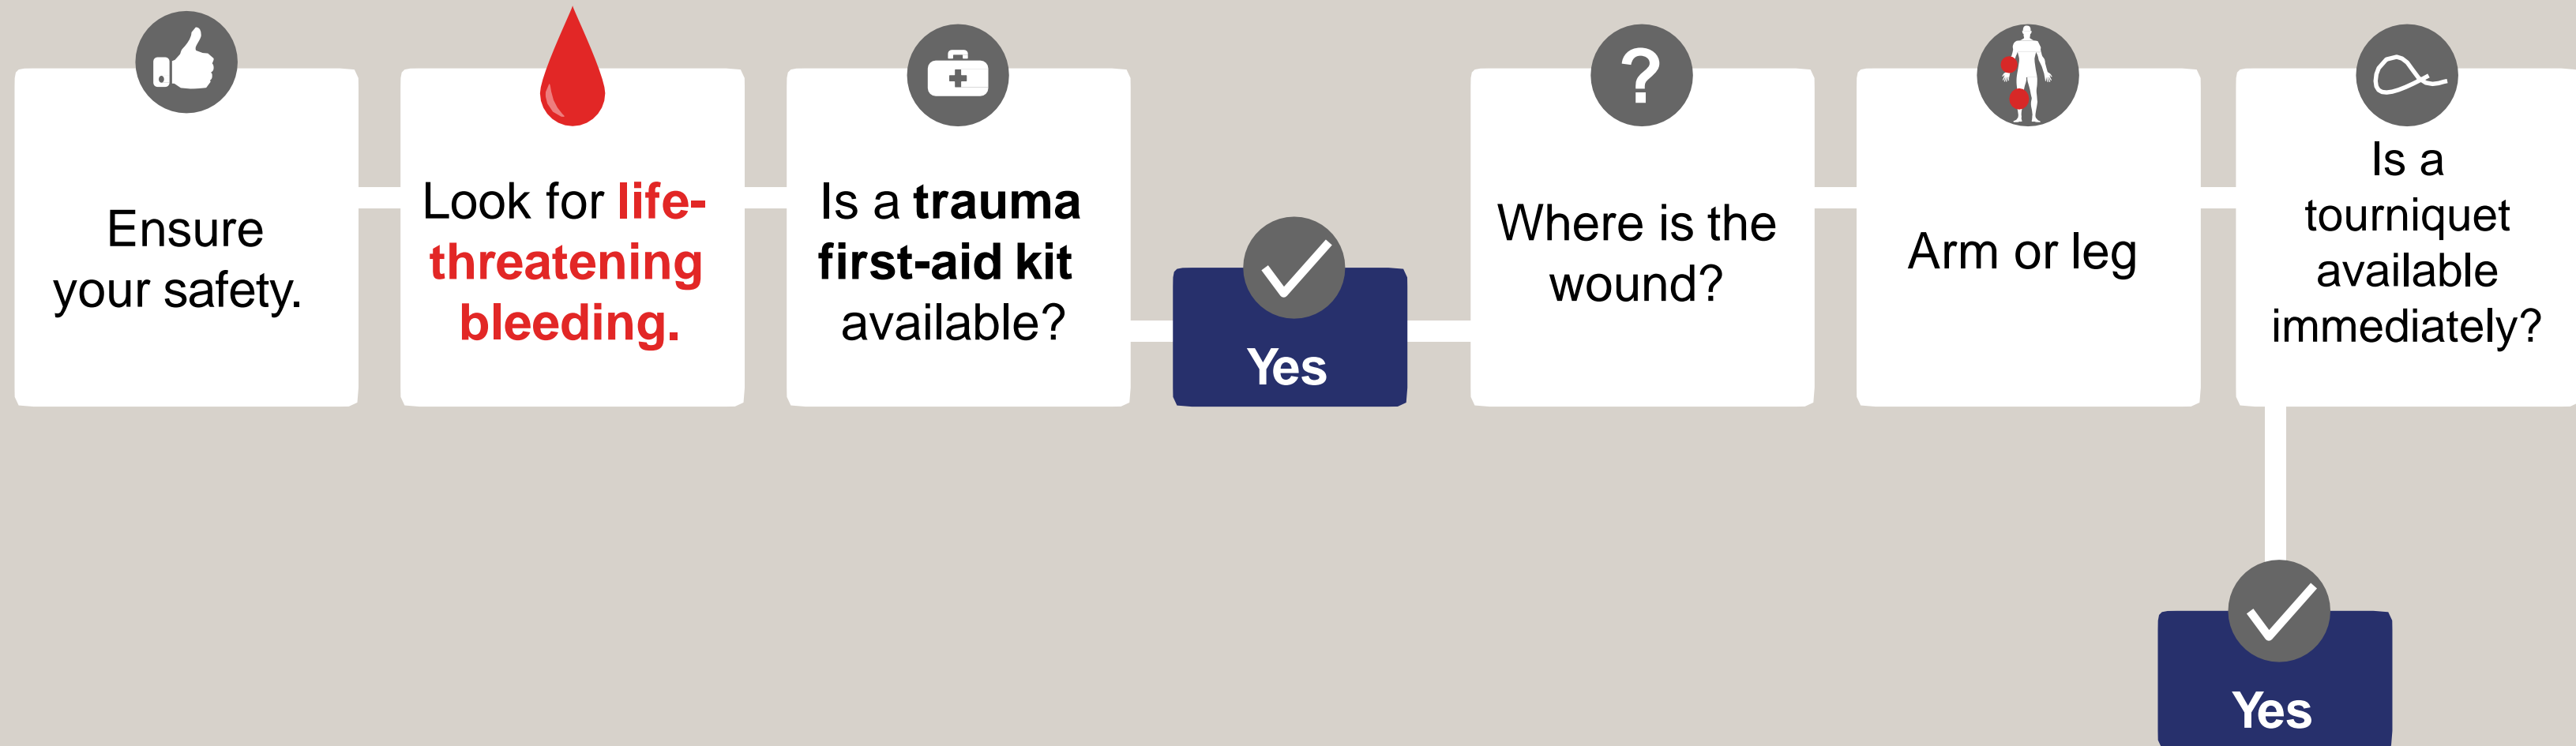 Ensure
your safety.
Look for life-
threatening
bleeding.
Is a trauma
first-aid kit
available?
Yes
?
Where is the
wound?
Arm or leg
Is a
tourniquet
available
immediately?
Yes